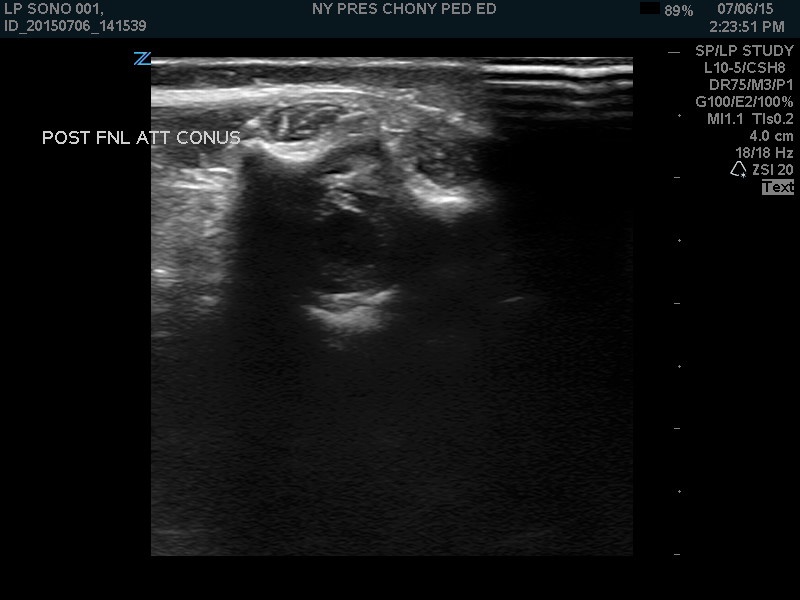 LP SONO 001,
ID_20150706_141539
NY PRES CHONY PED ED
89%
07/06/15
2:23:51 PM
SP/LP STUDY
L10-5/CSH8
DR75/M3/P1
G100/E2/100%
MI1.1 TIs0.2
4.0 cm
18/18 Hz
ZSI 20
Text
Z
POST FNL ATT CONUS